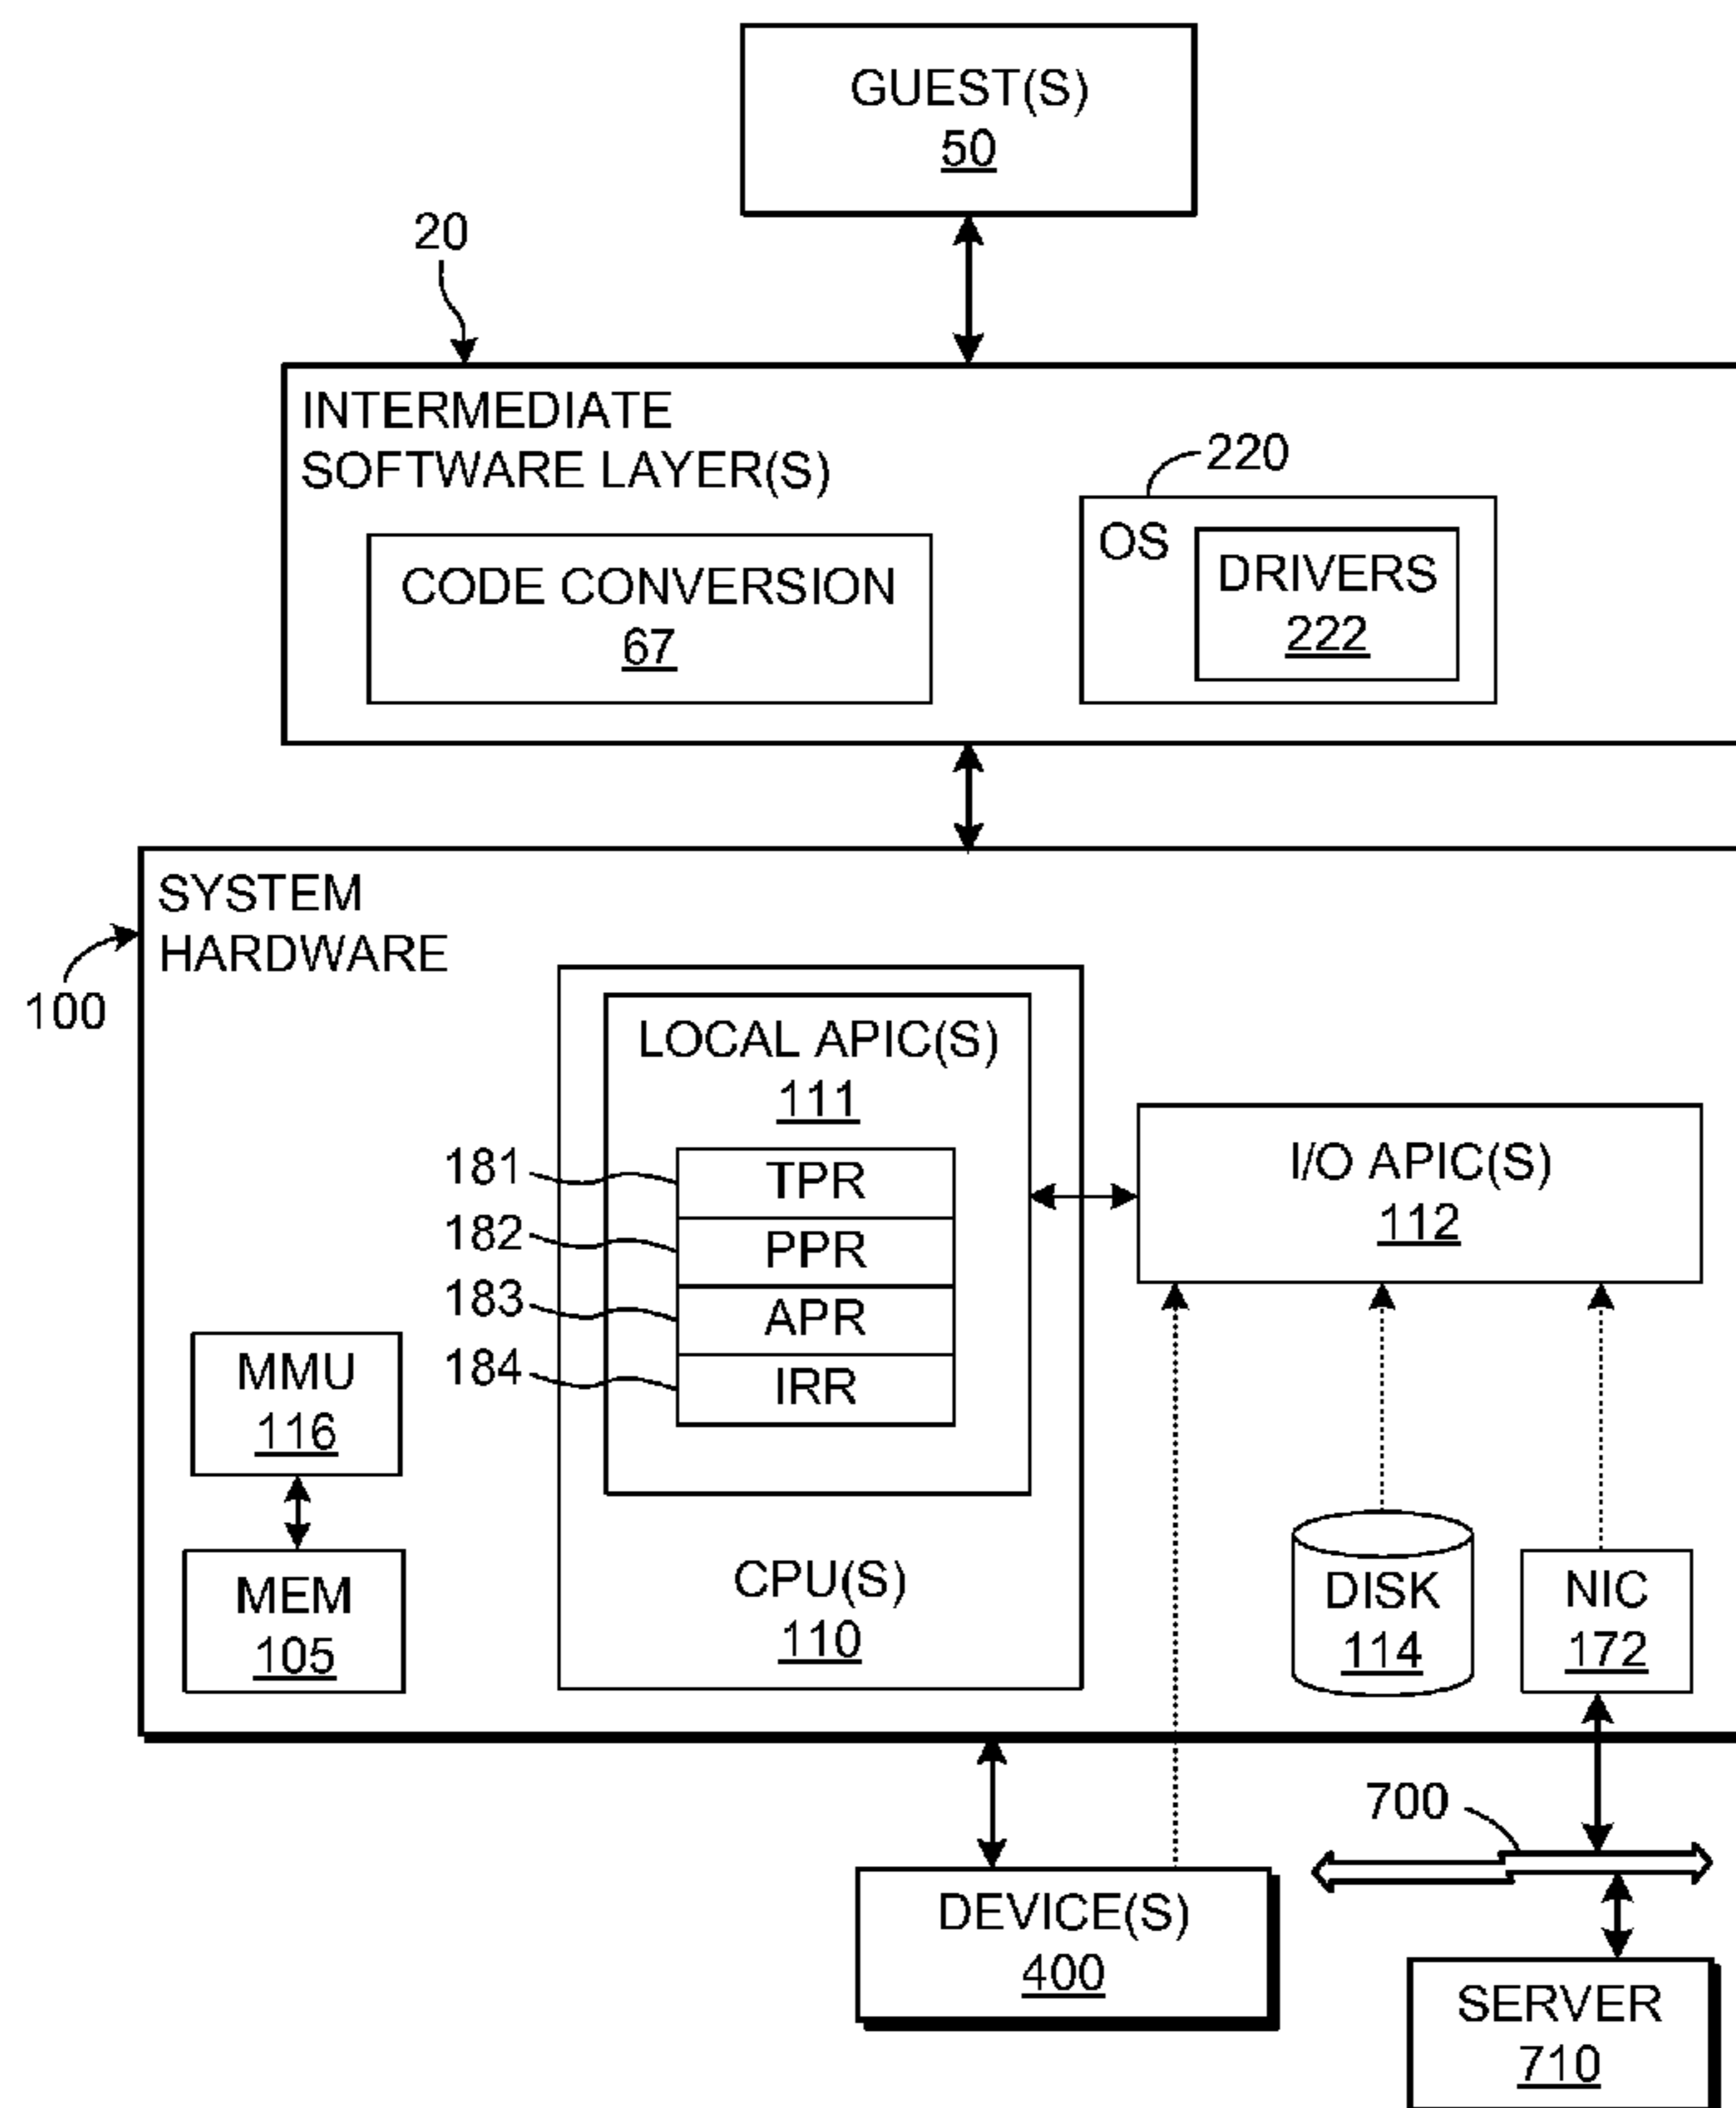 GUEST(S)
50
20
INTERMEDIATE
SOFTWARE LAYER(S)
220
CODE CONVERSION
67
OS
DRIVERS
222
SYSTEM
HARDWARE
100
LOCAL APIC(S)
111
181
TPR
182
PPR
183
APR
184
IRR
I/O APIC(S)
112
MMU
116
MEM
105
CPU(S)
110
DISK
114
NIC
172
700
DEVICE(S)
400
SERVER
710